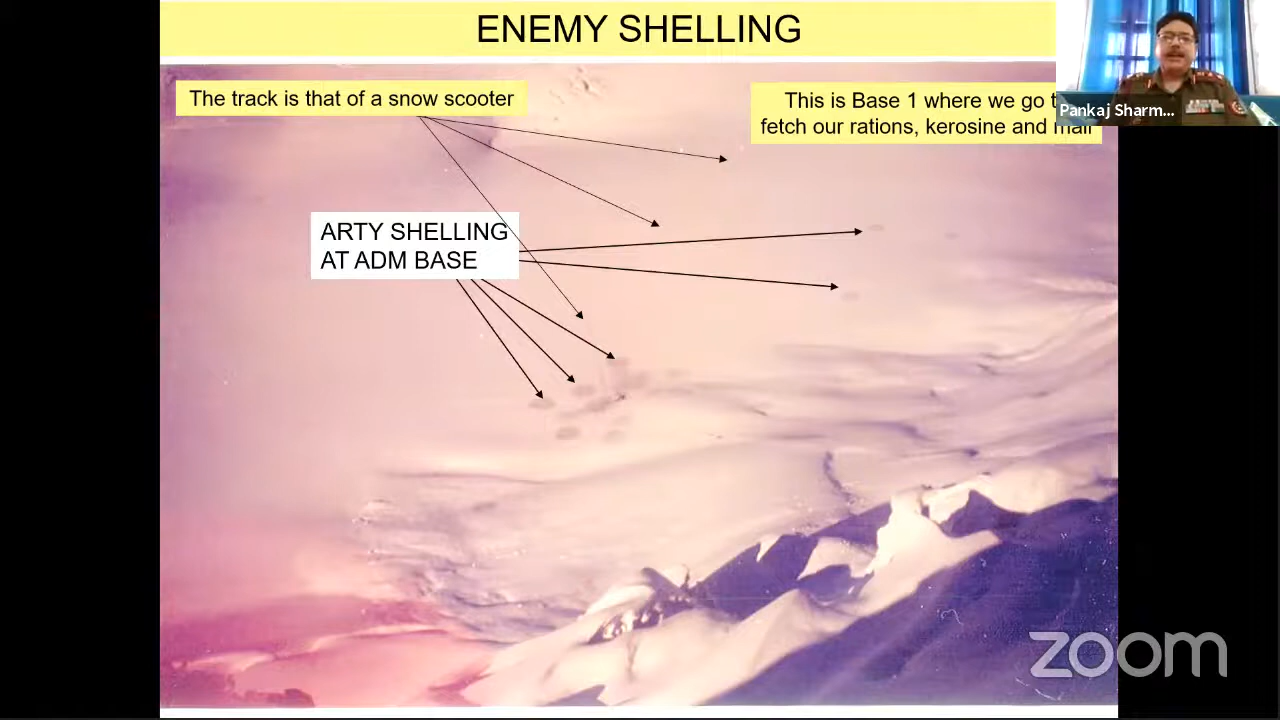 ENEMY SHELLING
The track is that of a snow scooter
This is Base 1 where we go
fetch our rations, kerosine and mail
Pankaj Sharm...
ARTY SHELLING
AT ADM BASE
zoom